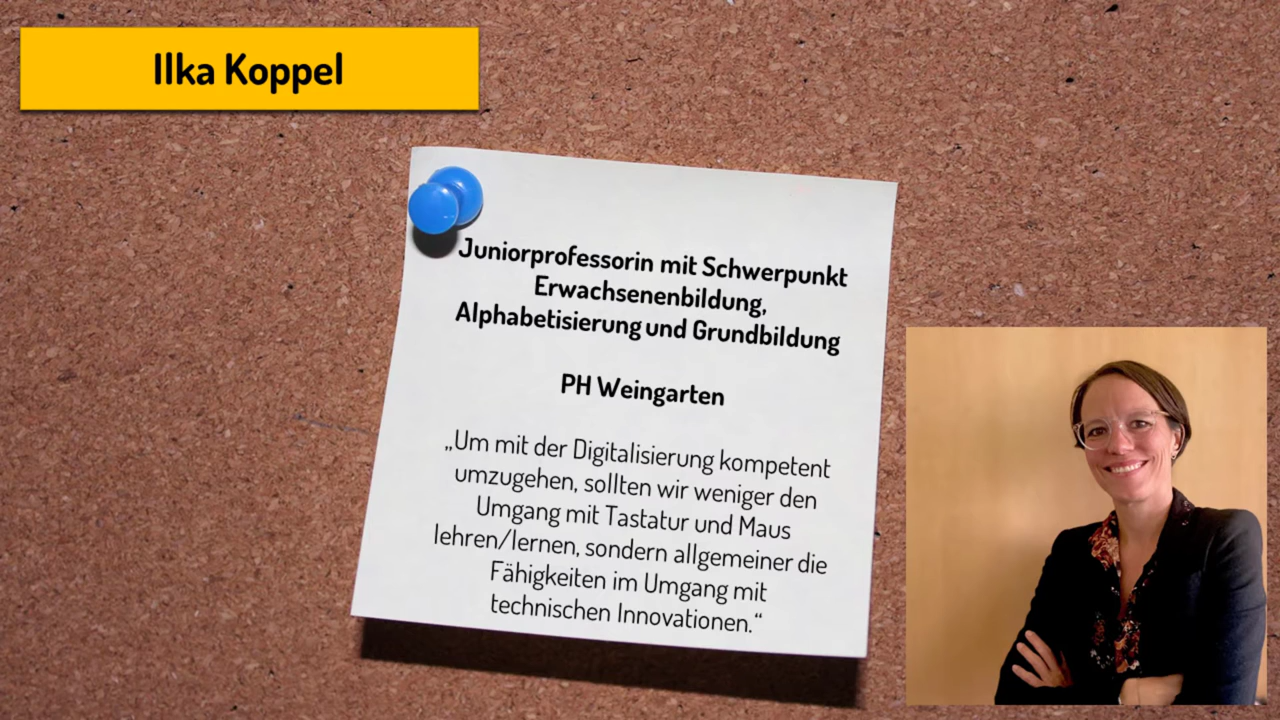 Ilka Koppel
Juniorprofessorin mit Schwerpunkt
Erwachsenenbildung,
Alphabetisierung und Grundbildung
PH Weingarten
„Um mit der Digitalisierung kompetent
umzugehen, sollten wir weniger den
Umgang mit Tastatur und Maus
lehren/lernen, sondern allgemeiner die
Fähigkeiten im Umgang mit
technischen Innovationen.“